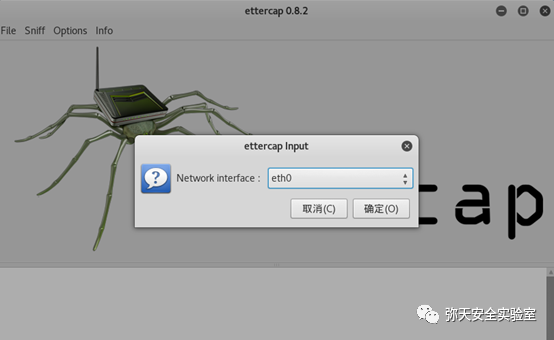 ettercap 0.8.2
File Sniff Options Info
ettercap Input
Network interface : eth0
取消(C) 确定(O)
cap
弥天安全实验室